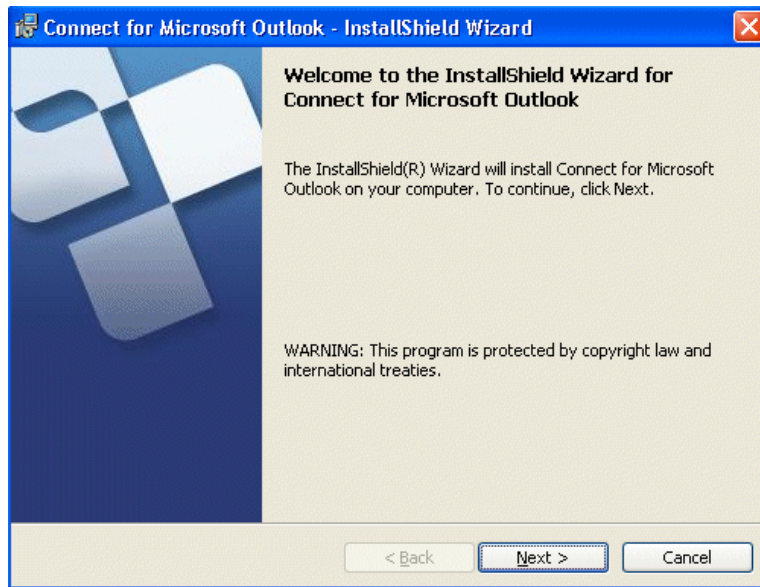 Connect for Microsoft Outlook - InstallShield Wizard
Welcome to the InstallShield Wizard for
Connect for Microsoft Outlook
The InstallShield(R) Wizard will install Connect for Microsoft
Outlook on your computer. To continue, click Next.
WARNING: This program is protected by copyright law and
international treaties.
< Back Next > Cancel